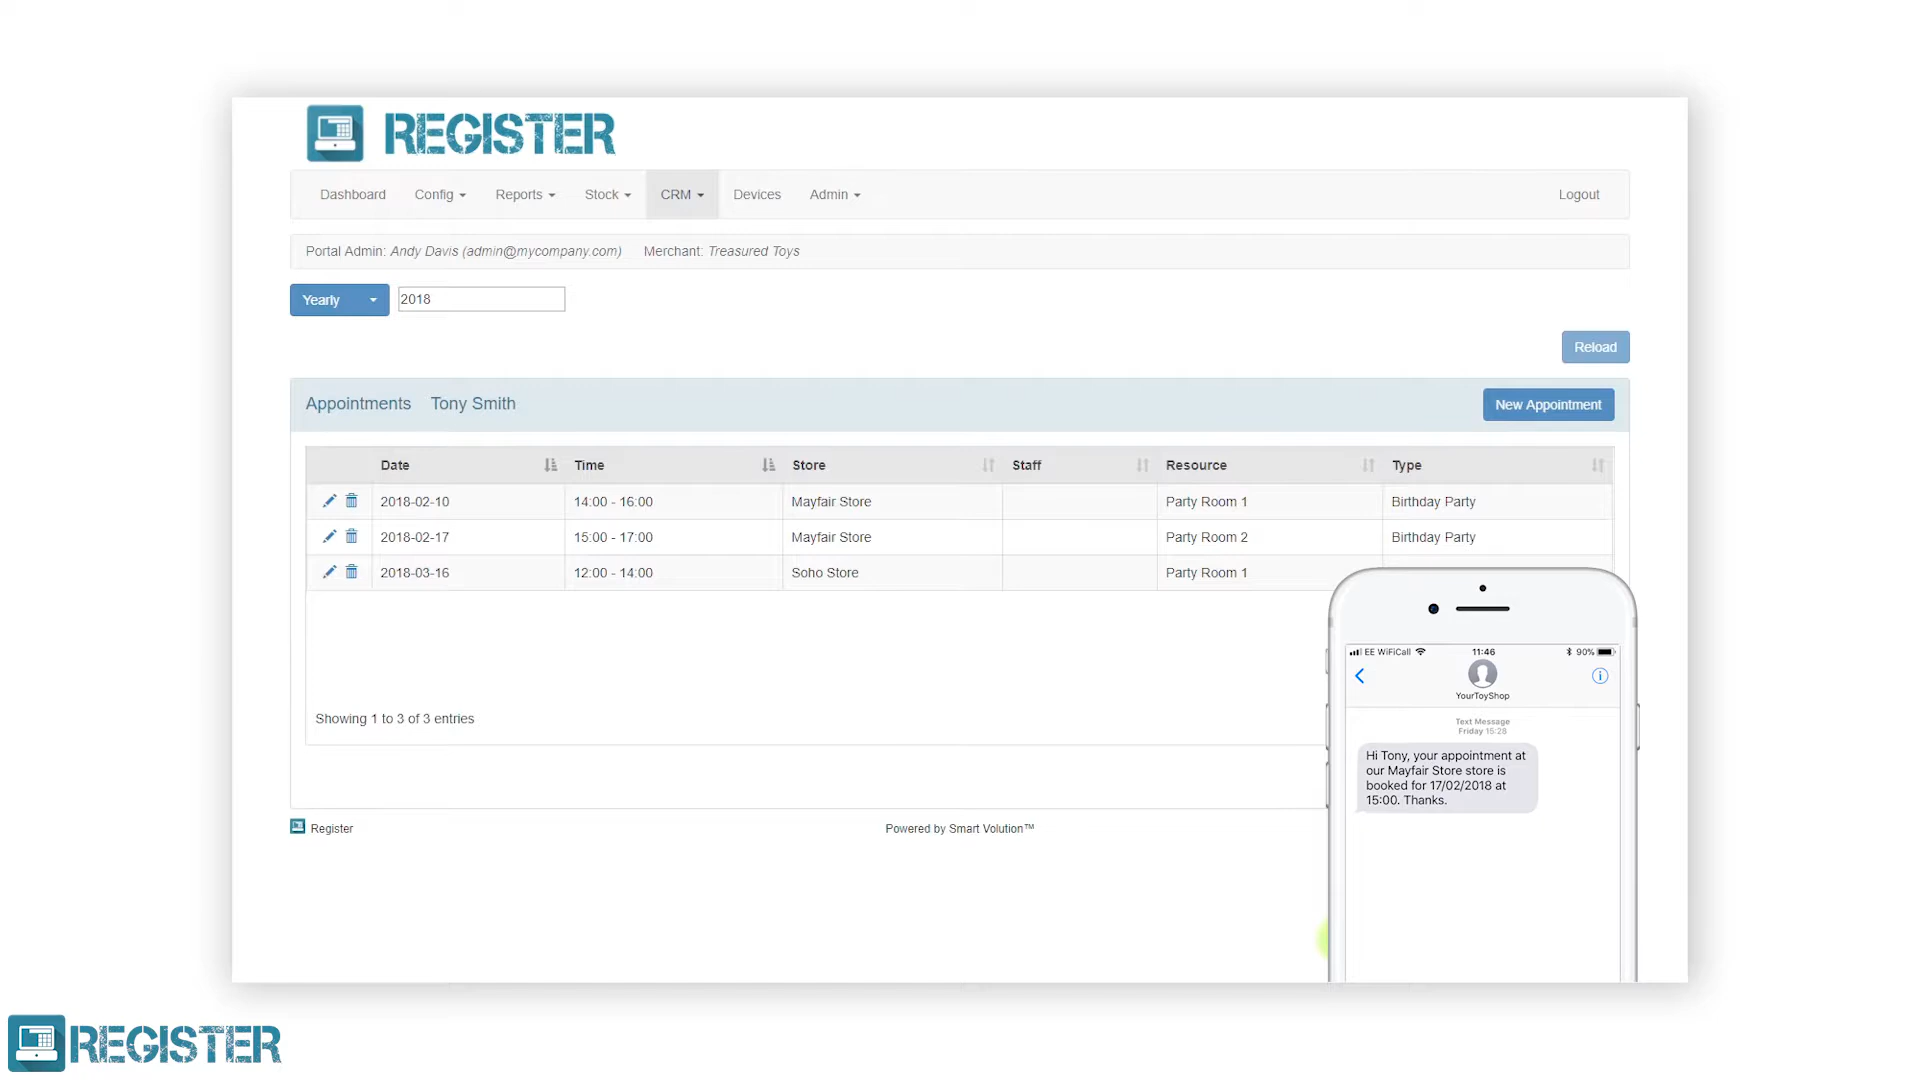 REGISTER
Dashboard Config Reports Stock CRM Devices Admin Logout
Portal Admin: Andy Davis (admin@mycompany.com) Merchant: Treasured Toys
Yearly 2018
Reload
Appointments Tony Smith New Appointment
Date Time Store Staff Resource Type
2018-02-10 14:00 - 16:00 Mayfair Store Party Room 1 Birthday Party
2018-02-17 15:00 - 17:00 Mayfair Store Party Room 2 Birthday Party
2018-03-16 12:00 - 14:00 Soho Store Party Room 1
Showing 1 to 3 of 3 entries
EE WiFiCall 11:46 90%
YourToyShop
Text Message
Friday 15:28
Hi Tony, your appointment at
our Mayfair Store store is
booked for 17/02/2018 at
15:00. Thanks.
Register Powered by Smart Volution™
REGISTER